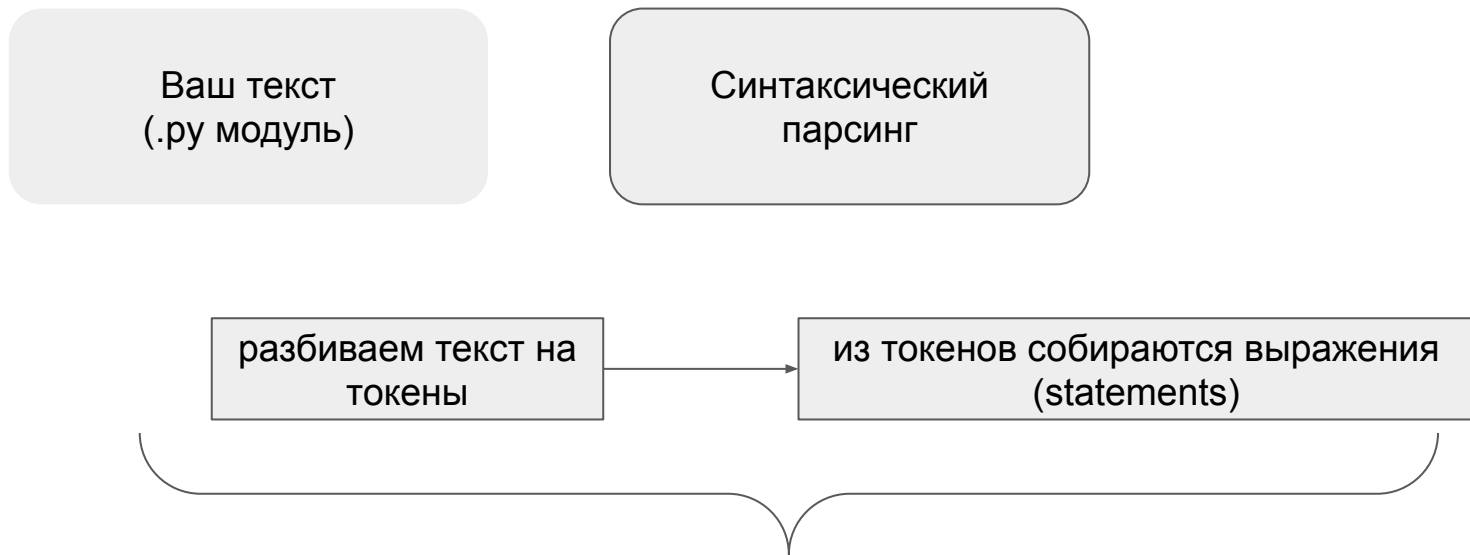 Ваш текст
(.py модуль)
Синтаксический
парсинг
разбиваем текст на
токены
из токенов собираются выражения
(statements)